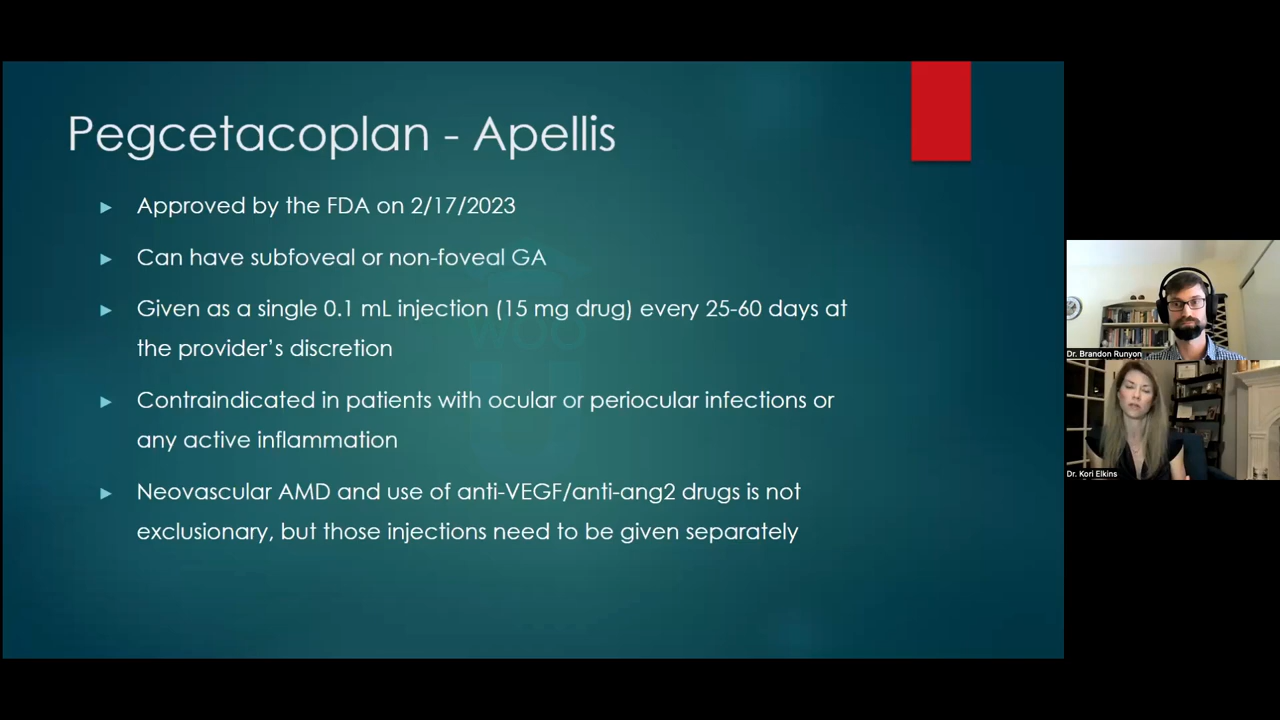 Pegcetacoplan - Apellis
► Approved by the FDA on 2/17/2023
► Can have subfoveal or non-foveal GA
► Given as a single 0.1 mL injection (15 mg drug) every 25-60 days at
the provider's discretion
► Contraindicated in patients with ocular or periocular infections or
any active inflammation
► Neovascular AMD and use of anti-VEGF/anti-ang2 drugs is not
exclusionary, but those injections need to be given separately
Dr. Brandon Runyon
Dr. Kori Elkins